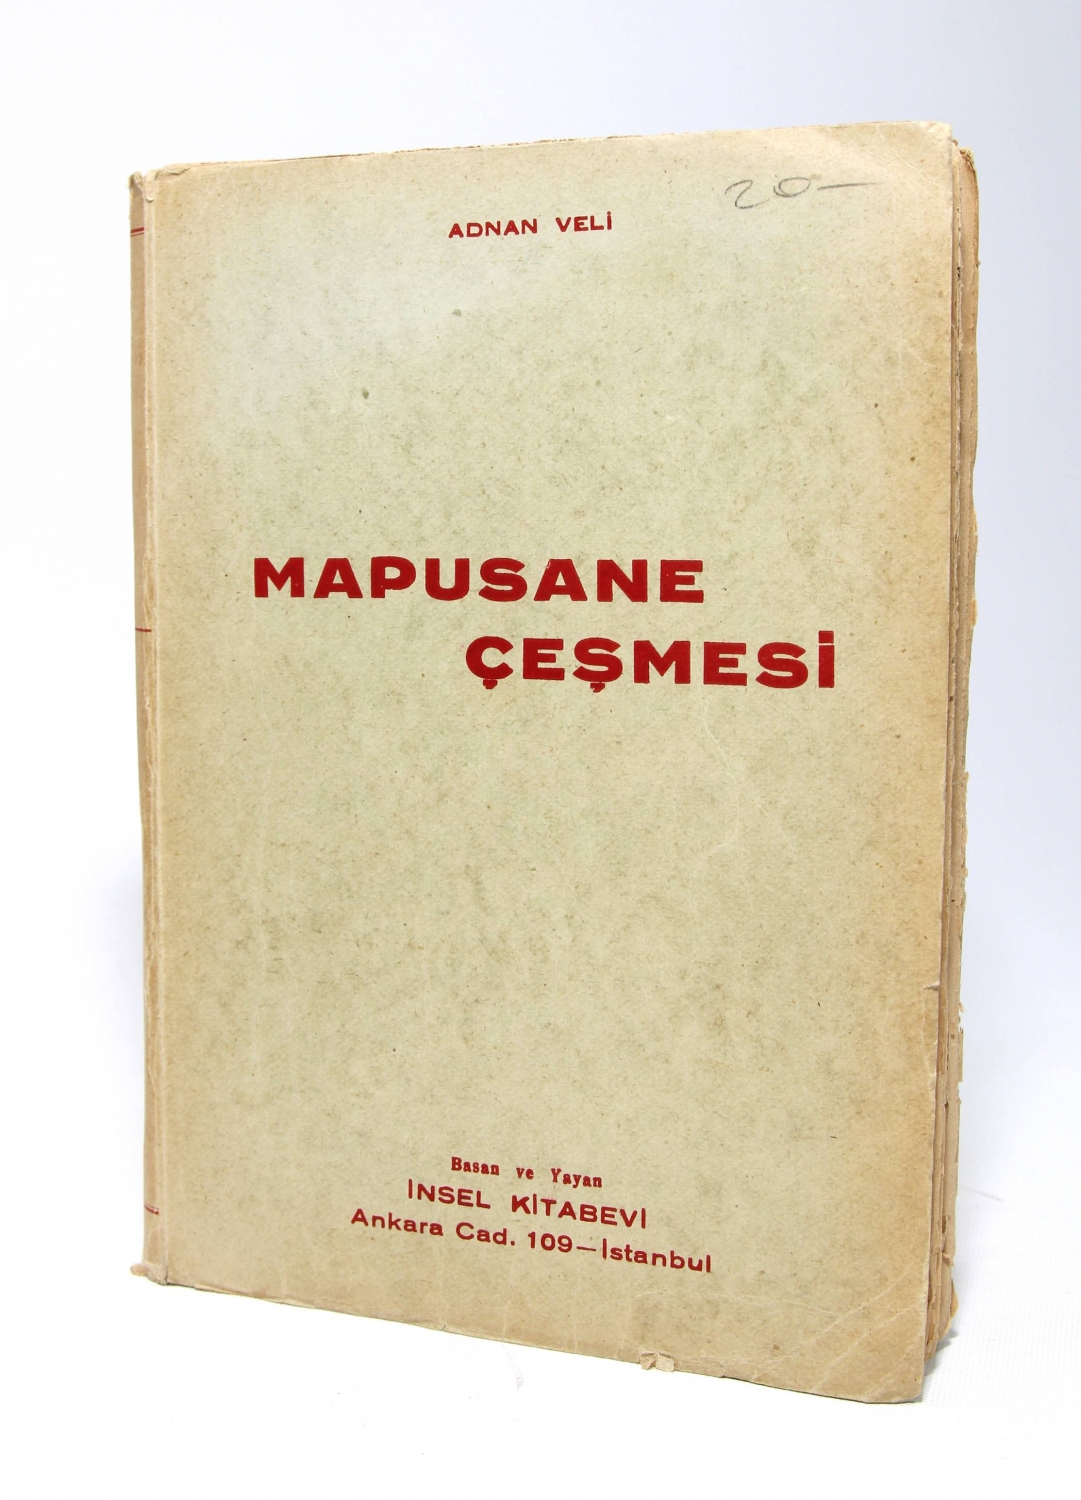 20—
ADNAN VELİ
MAPUSANE
ÇEŞMESİ
Basan ve Yayan
İNSEL KİTABEVİ
Ankara Cad. 109—İstanbul